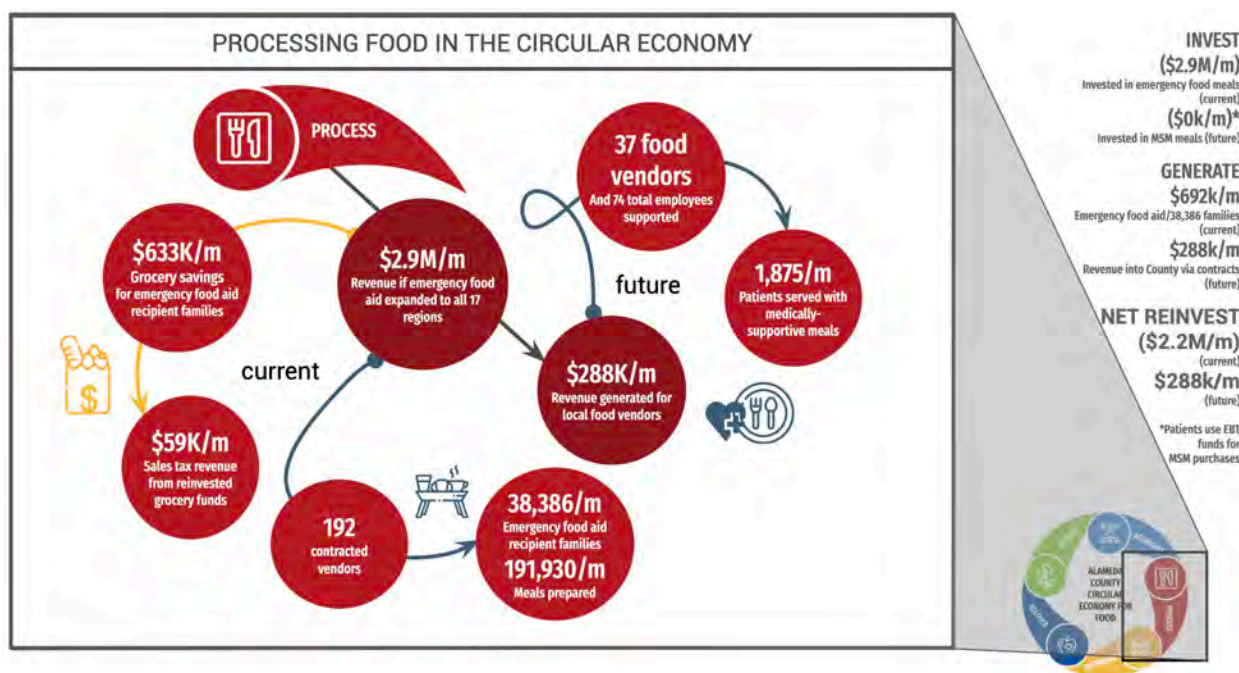 PROCESSING FOOD IN THE CIRCULAR ECONOMY
PROCESS
37 food
vendors
And 74 total employees
supported
$633K/m
Grocery savings
for emergency food aid
recipient families
$2.9M/m
Revenue if emergency food
aid expanded to all 17
regions
future
1,875/m
Patients served with
medically-
supportive meals
current
$288K/m
Revenue generated for
local food vendors
$
$59K/m
Sales tax revenue
from reinvested
grocery funds
192
contracted
vendors
38,386/m
Emergency food aid
recipient families
191,930/m
Meals prepared
INVEST
($2.9M/m)
Invested in emergency food meals
(current)
($0k/m)*
Invested in MSM meals (future)
GENERATE
$692k/m
Emergency food aid/38,386 families
(current)
$288k/m
Revenue into County via contracts
(future)
NET REINVEST
($2.2M/m)
(current)
$288k/m
(future)
*Patients use EBT
funds for
MSM purchases
ALAMEDA
COUNTY
CIRCULAR
ECONOMY FOR
FOOD
PROCESS
RECOVER